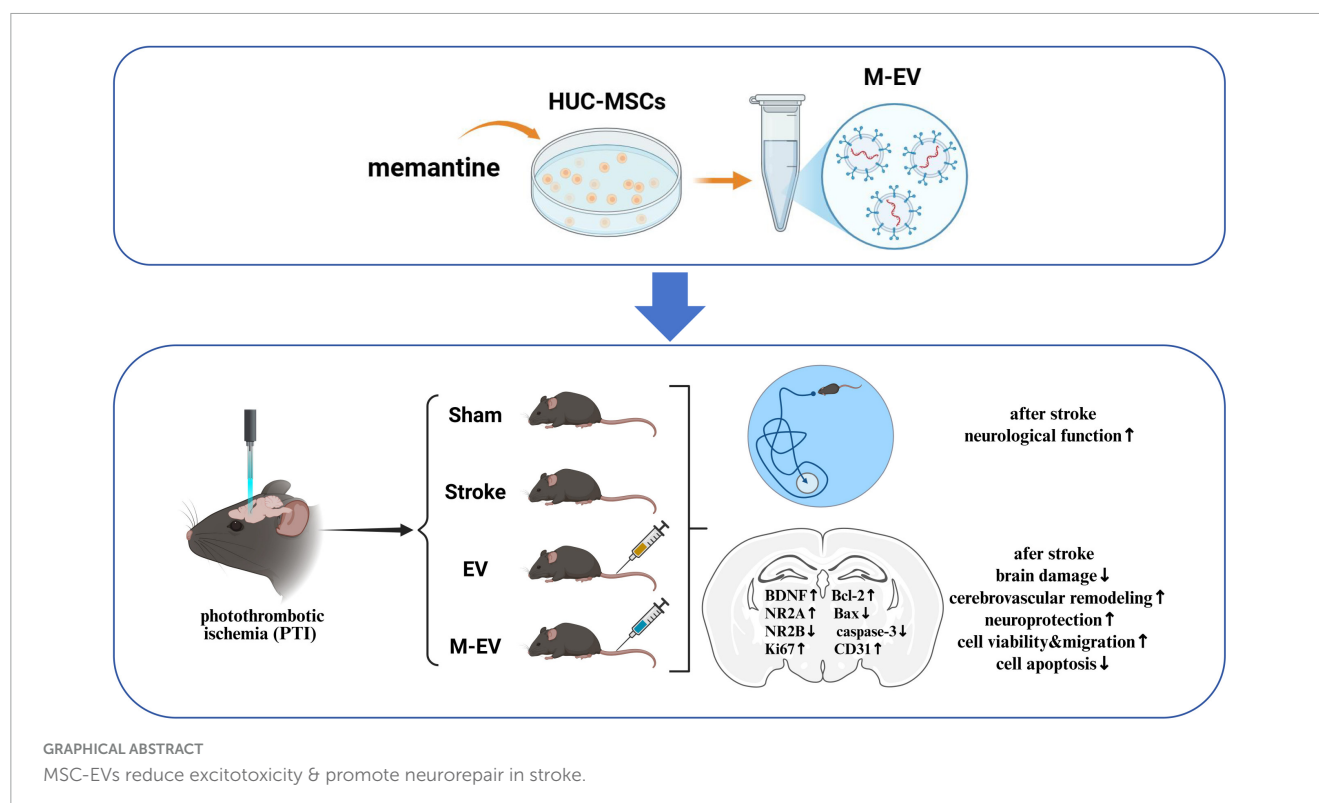 HUC-MSCs
M-EV
memantine
Sham
Stroke
EV
M-EV
photothrombotic
ischemia (PTI)
after stroke
neurological function↑
BDNF↑ Bcl-2↑
NR2A↑ Bax↓
NR2B↓ caspase-3↓
Ki67↑ CD31↑
afer stroke
brain damage↓
cerebrovascular remodeling↑
neuroprotection↑
cell viability&migration↑
cell apoptosis↓
GRAPHICAL ABSTRACT
MSC-EVs reduce excitotoxicity & promote neurorepair in stroke.